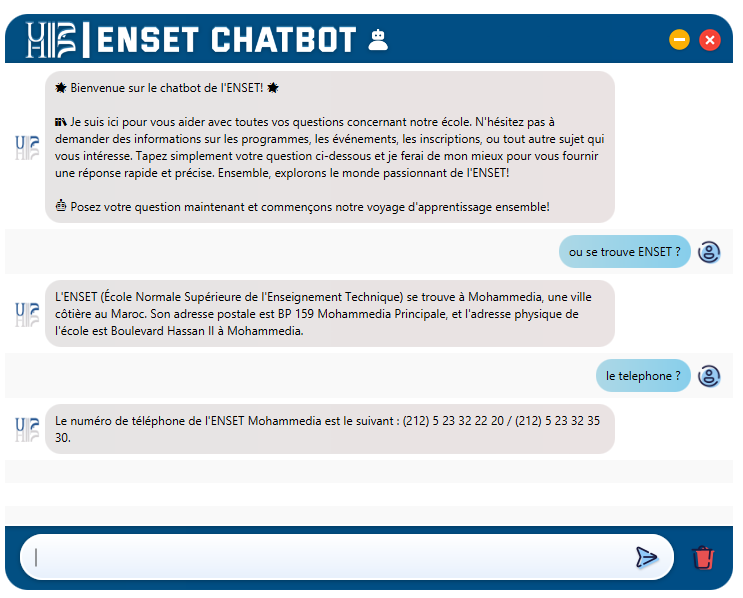 ENSET CHATBOT
Bienvenue sur le chatbot de l'ENSET!
Je suis ici pour vous aider avec toutes vos questions concernant notre école. N'hésitez pas à
demander des informations sur les programmes, les événements, les inscriptions, ou tout autre sujet qui
vous intéresse. Tapez simplement votre question ci-dessous et je ferai de mon mieux pour vous fournir
une réponse rapide et précise. Ensemble, explorons le monde passionnant de l'ENSET!
Posez votre question maintenant et commençons notre voyage d'apprentissage ensemble!
ou se trouve ENSET ?
L'ENSET (École Normale Supérieure de l'Enseignement Technique) se trouve à Mohammedia, une ville
côtière au Maroc. Son adresse postale est BP 159 Mohammedia Principale, et l'adresse physique de
l'école est Boulevard Hassan II à Mohammedia.
le telephone ?
Le numéro de téléphone de l'ENSET Mohammedia est le suivant : (212) 5 23 32 22 20 / (212) 5 23 32 35
30.